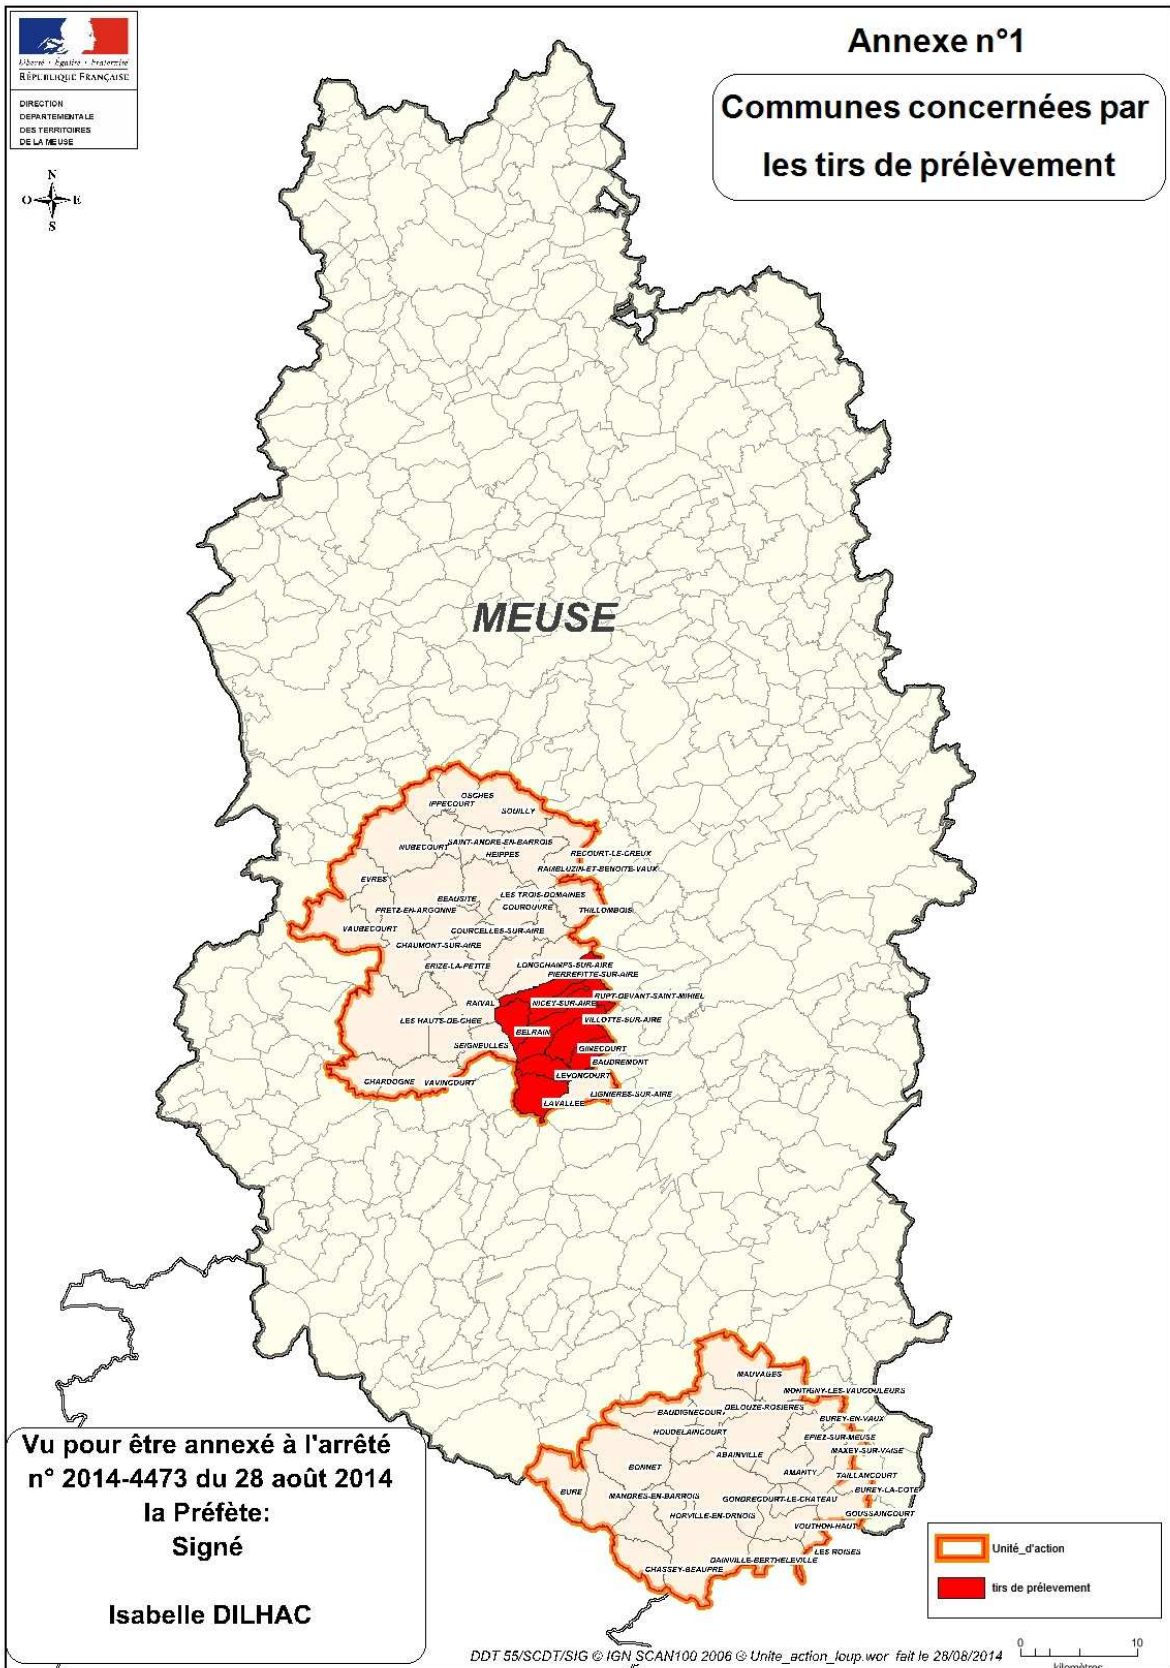 Liberté • Égalité • Fraternité
RÉPUBLIQUE FRANÇAISE
DIRECTION
DEPARTEMENTALE
DES TERRITOIRES
DE LA MEUSE
N
O
E
S
Annexe n°1
Communes concernées par
les tirs de prélèvement
MEUSE
OSCHES
IPPECOURT
SOUILLY
NUBECOURT
SAINT-ANDRE-EN-BARROIS
HEIPPES
RECOURT-LE-CREUX
RAMBLUZIN-ET-BENOITE-VAUX
EVRES
BEAUSITE
LES TROIS-DOMAINES
PRETZ-EN-ARGONNE
COUROUVRE
THILLOMBOIS
VAUBECOURT
COURCELLES-SUR-AIRE
CHAUMONT-SUR-AIRE
ERIZE-LA-PETITE
LONGCHAMPS-SUR-AIRE
PIERREFITTE-SUR-AIRE
RAIVAL
NICEY-SUR-AIRE
RUPT-DEVANT-SAINT-MIHIEL
LES HAUTS-DE-CHEE
VILLOTTE-SUR-AIRE
BELRAIN
SEIGNEULLES
GIMECOURT
BAUDREMONT
CHARDOGNE
VAVINCOURT
LEVONCOURT
LIGNIERES-SUR-AIRE
LAVALLEE
MAUVAGES
MONTIGNY-LES-VAUCOULEURS
BAUDIGNECOURT
DELOUZE-ROSIERES
BUREY-EN-VAUX
HOUDELAINCOURT
EPIEZ-SUR-MEUSE
ABAINVILLE
MAXEY-SUR-VAISE
BONNET
AMANTY
TAILLANCOURT
BURE
BUREY-LA-COTE
MANDRES-EN-BARROIS
GONDRECOURT-LE-CHATEAU
HORVILLE-EN-ORNOIS
GOUSSAINCOURT
VOUTHON-HAUT
LES ROISES
DAINVILLE-BERTHELEVILLE
CHASSEY-BEAUPRE
Vu pour être annexé à l'arrêté
n° 2014-4473 du 28 août 2014
la Préfète:
Signé
Isabelle DILHAC
Unité_d'action
tirs de prélevement
DDT 55/SCDT/SIG © IGN SCAN100 2006 © Unite_action_loup.wor fait le 28/08/2014
0 10
kilomètres